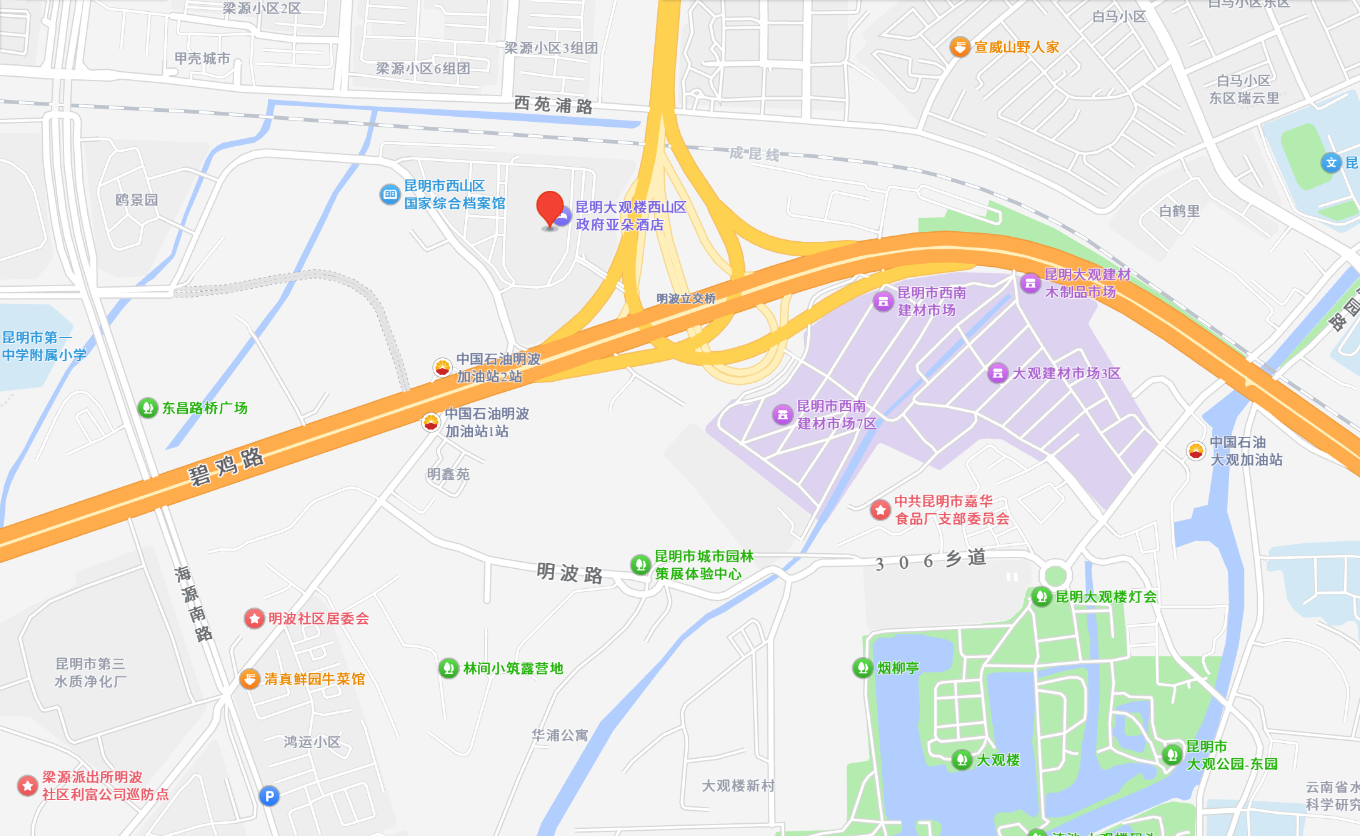 梁源小区2区
白马小区东区
白马小区
甲壳城市
梁源小区3组团
梁源小区6组团
宣威山野人家
白马小区
东区瑞云里
西苑浦路
成昆线
昆
鸥景园
昆明市西山区
国家综合档案馆
昆明大观楼西山区
政府亚朵酒店
白鹤里
昆明大观建材
木制品市场
昆明市西南
建材市场
明波立交桥
园
路
昆明市第一
中学附属小学
中国石油明波
加油站2站
大观建材市场3区
东昌路桥广场
中国石油明波
加油站1站
昆明市西南
建材市场7区
碧鸡路
明鑫苑
中国石油
大观加油站
中共昆明市嘉华
食品厂支部委员会
306乡道
昆明市城市园林
策展体验中心
明波路
海源南路
昆明大观楼灯会
明波社区居委会
昆明市第三
水质净化厂
清真鲜园牛菜馆
林间小筑露营地
烟柳亭
鸿运小区
华浦公寓
大观楼
昆明市
大观公园-东园
梁源派出所明波
社区利富公司巡防点
P
大观楼新村
云南省水
科学研究